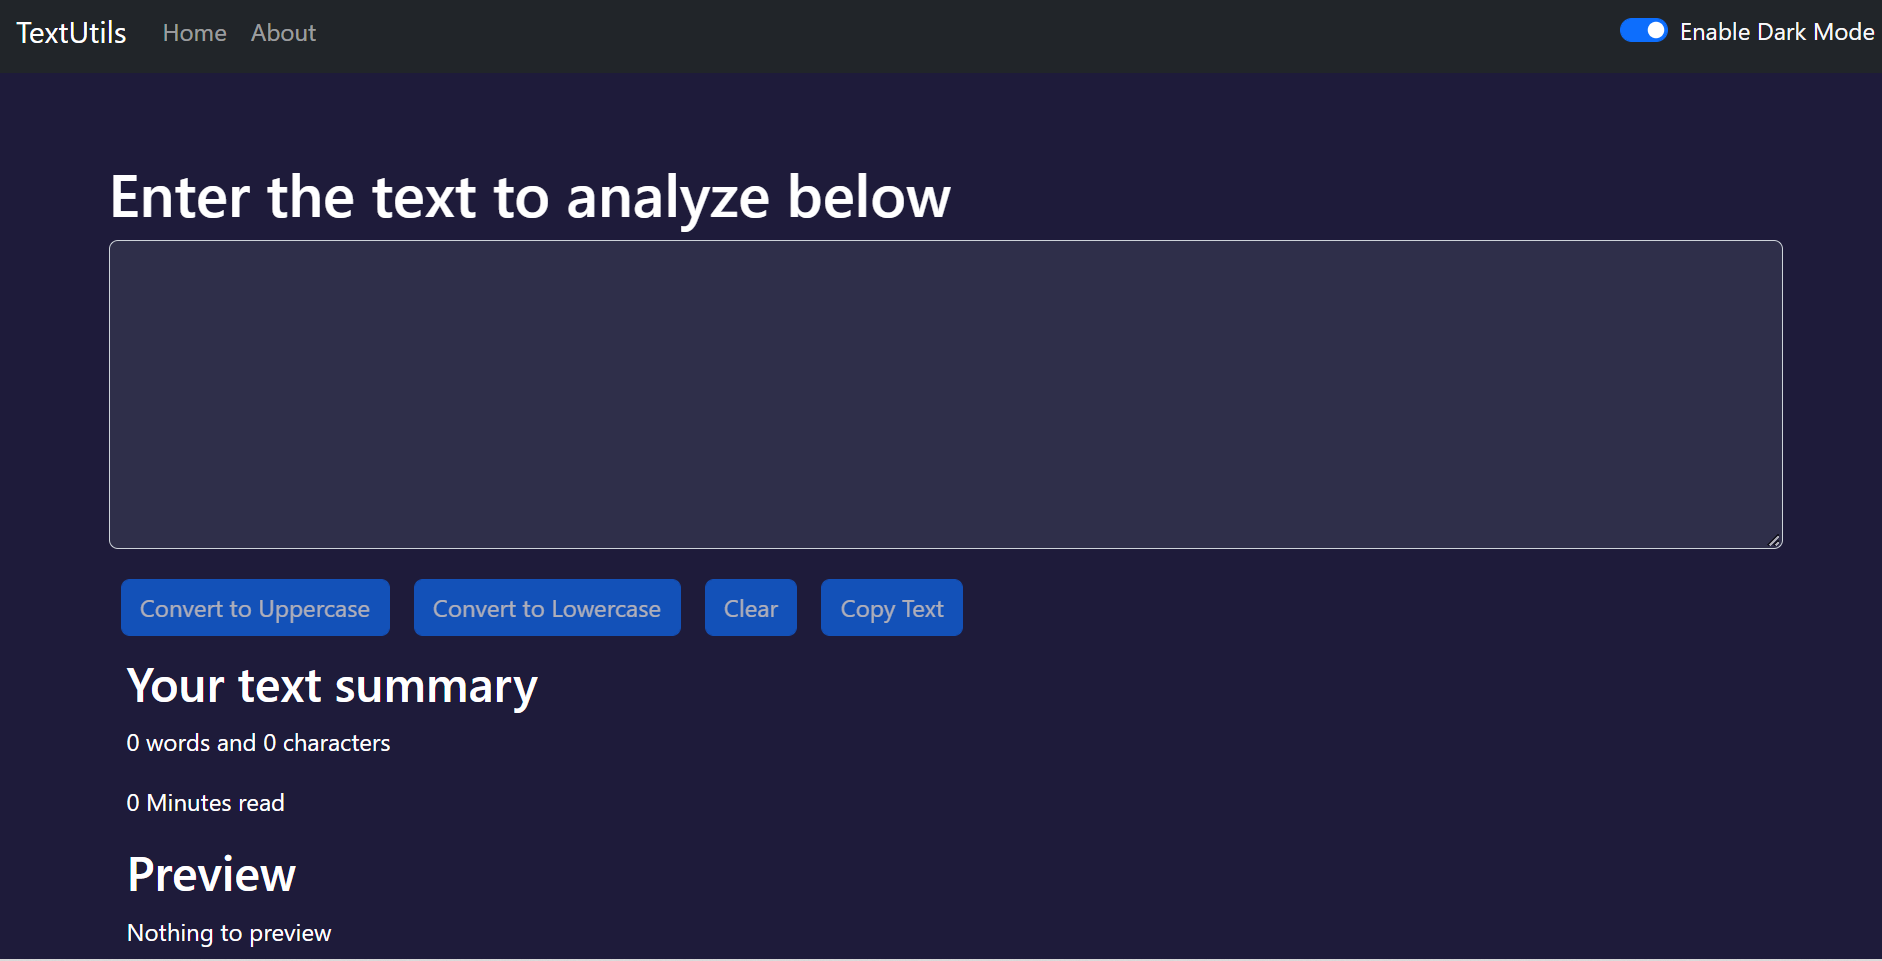 TextUtils Home About Enable Dark Mode
Enter the text to analyze below
Convert to Uppercase Convert to Lowercase Clear Copy Text
Your text summary
0 words and 0 characters
0 Minutes read
Preview
Nothing to preview